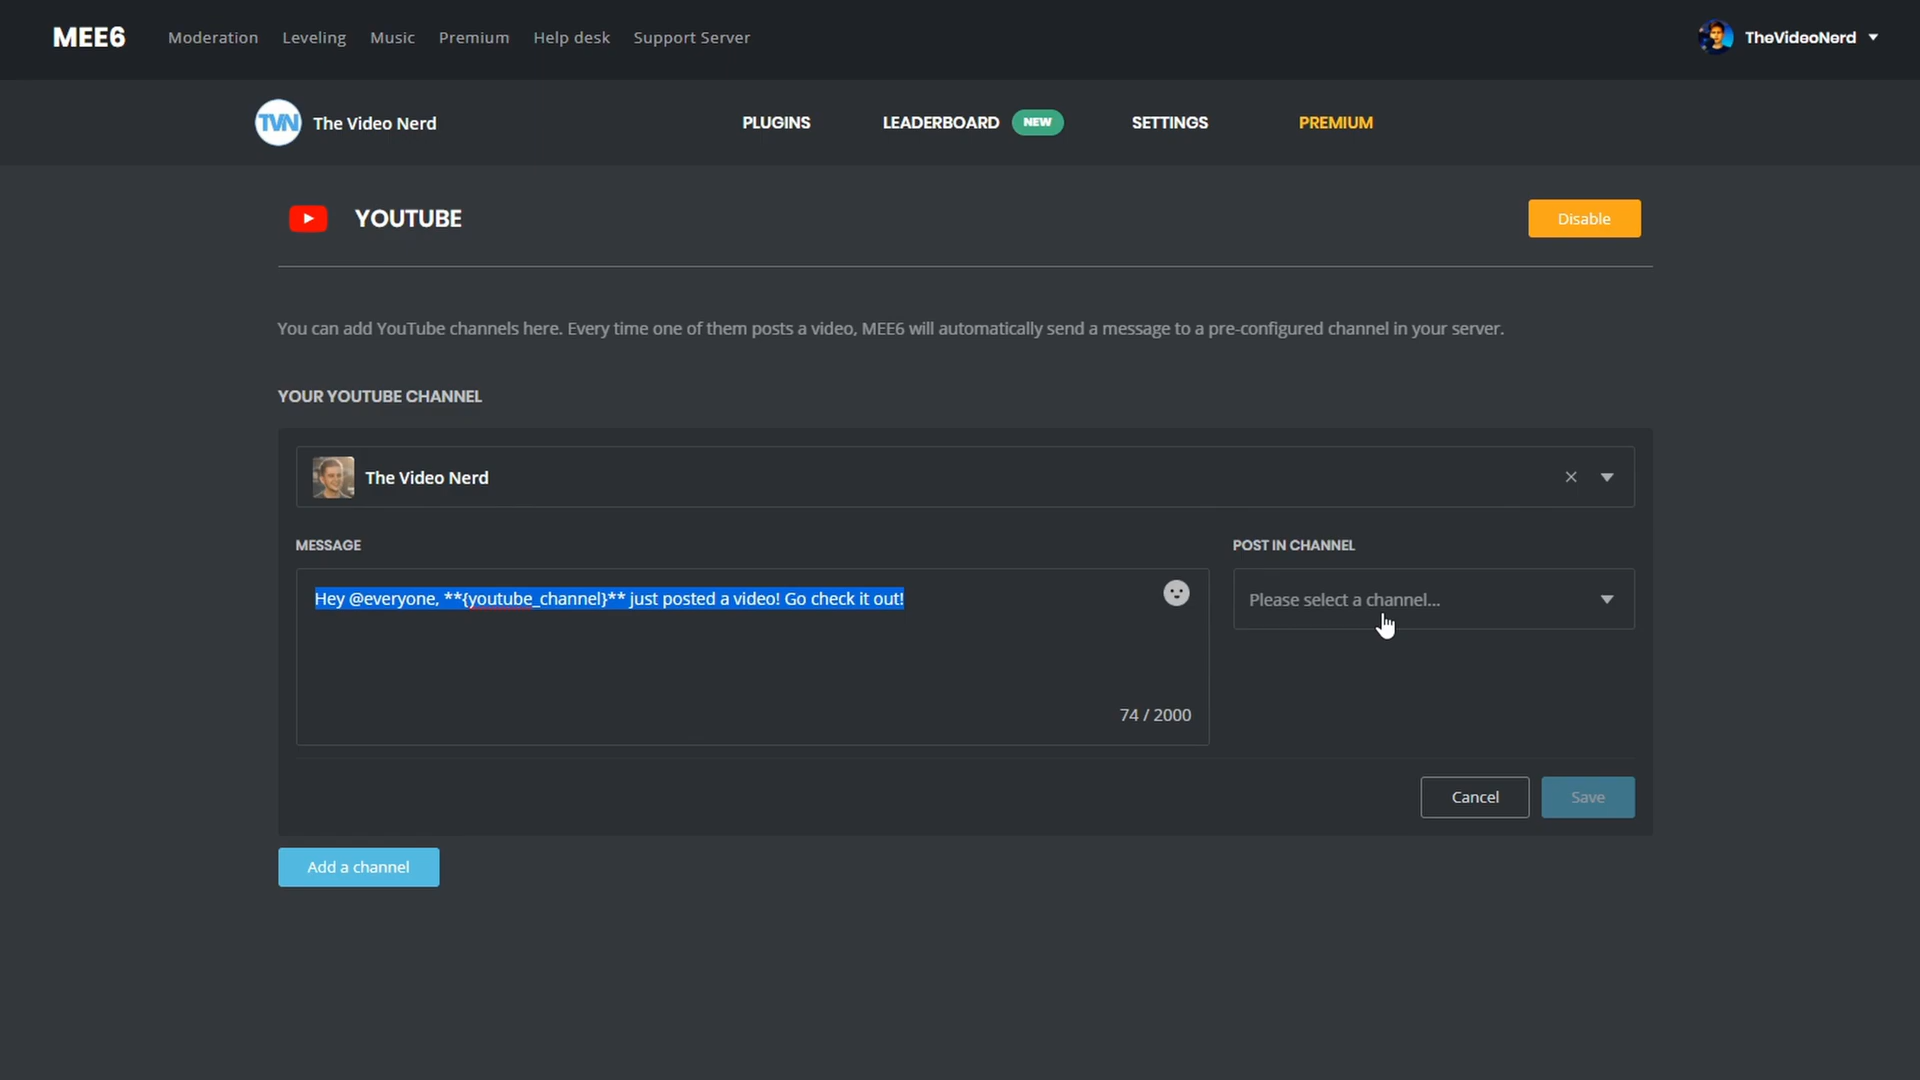 MEE6 Moderation Leveling Music Premium Help desk Support Server TheVideoNerd
TVN The Video Nerd PLUGINS LEADERBOARD NEW SETTINGS PREMIUM
YOUTUBE Disable
You can add YouTube channels here. Every time one of them posts a video, MEE6 will automatically send a message to a pre-configured channel in your server.
YOUR YOUTUBE CHANNEL
The Video Nerd
MESSAGE POST IN CHANNEL
Hey @everyone, **{youtube_channel}** just posted a video! Go check it out! Please select a channel...
74 / 2000
Cancel Save
Add a channel